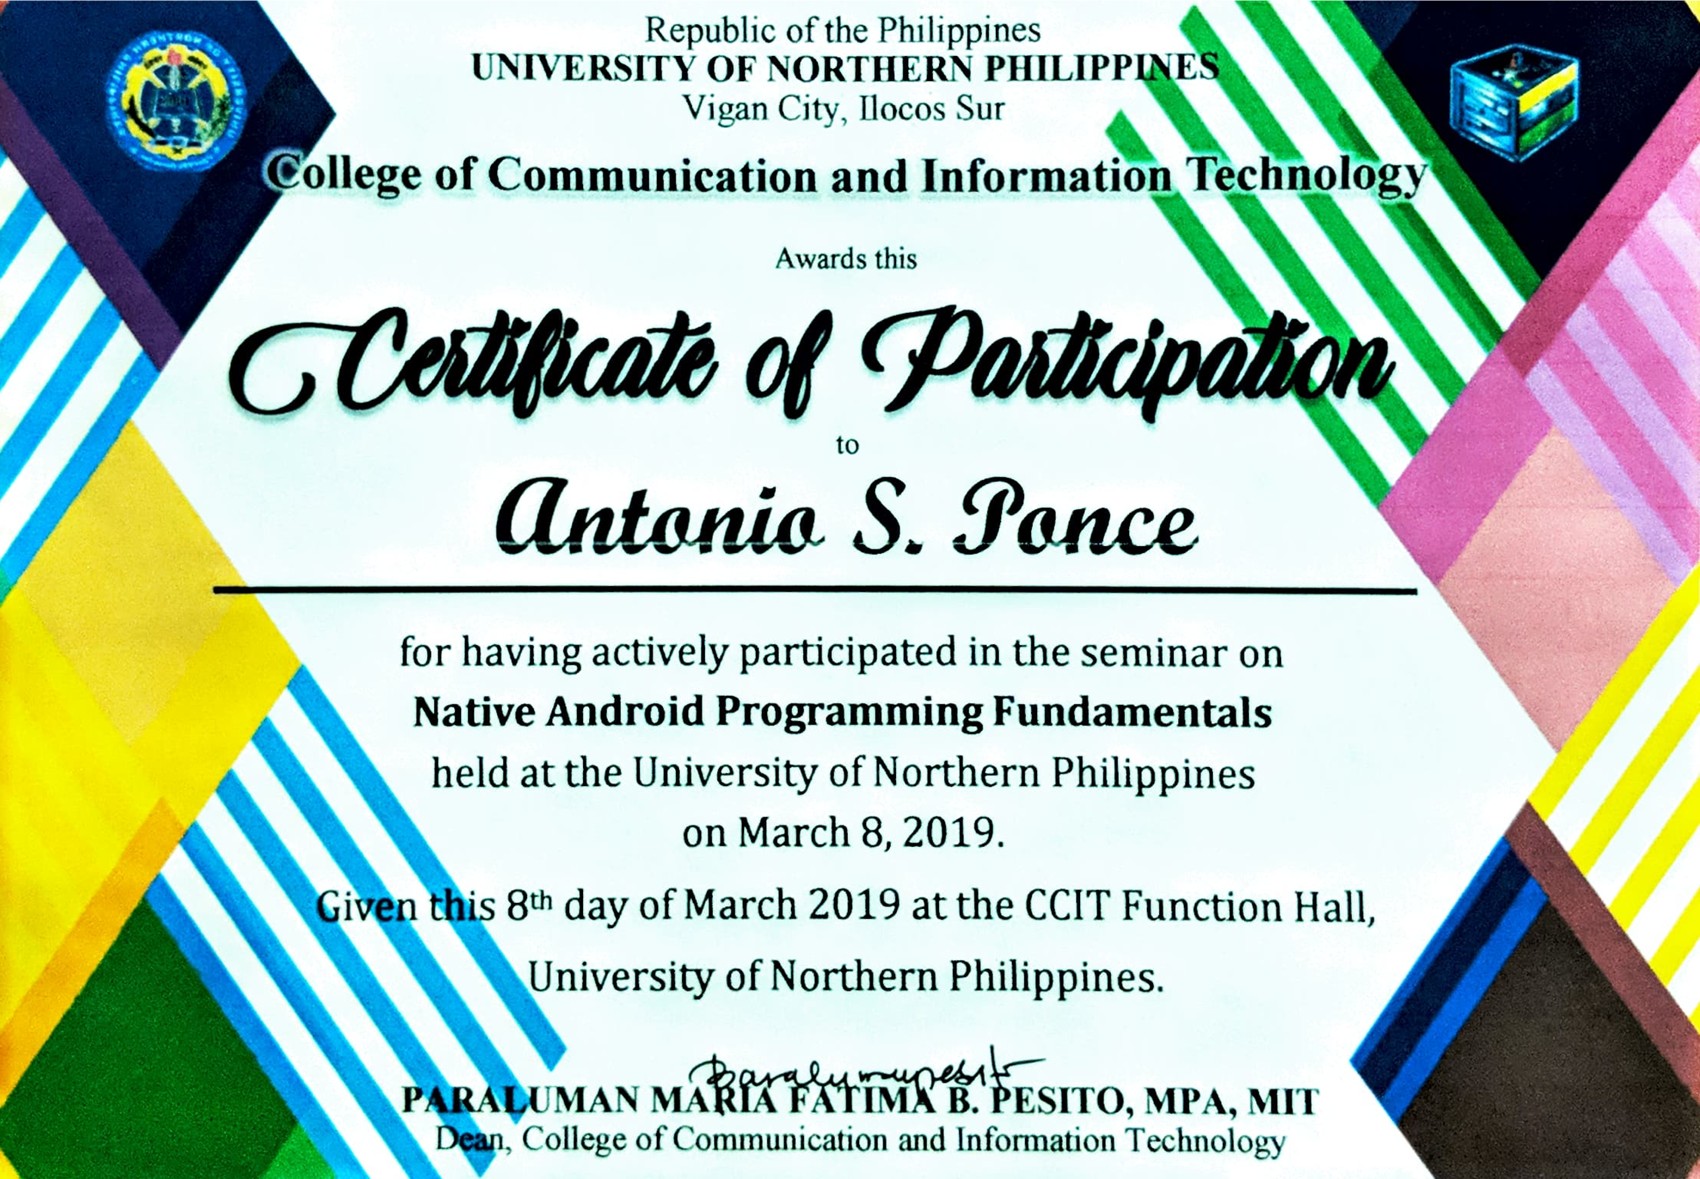 Republic of the Philippines
UNIVERSITY OF NORTHERN PHILIPPINES
Vigan City, Ilocos Sur
College of Communication and Information Technology
Awards this
Certificate of Participation
to
Antonio S. Ponce
for having actively participated in the seminar on
Native Android Programming Fundamentals
held at the University of Northern Philippines
on March 8, 2019.
Given this 8th day of March 2019 at the CCIT Function Hall,
University of Northern Philippines.
PARALUMAN MARIA FATIMA B. PESITO, MPA, MIT
Dean, College of Communication and Information Technology